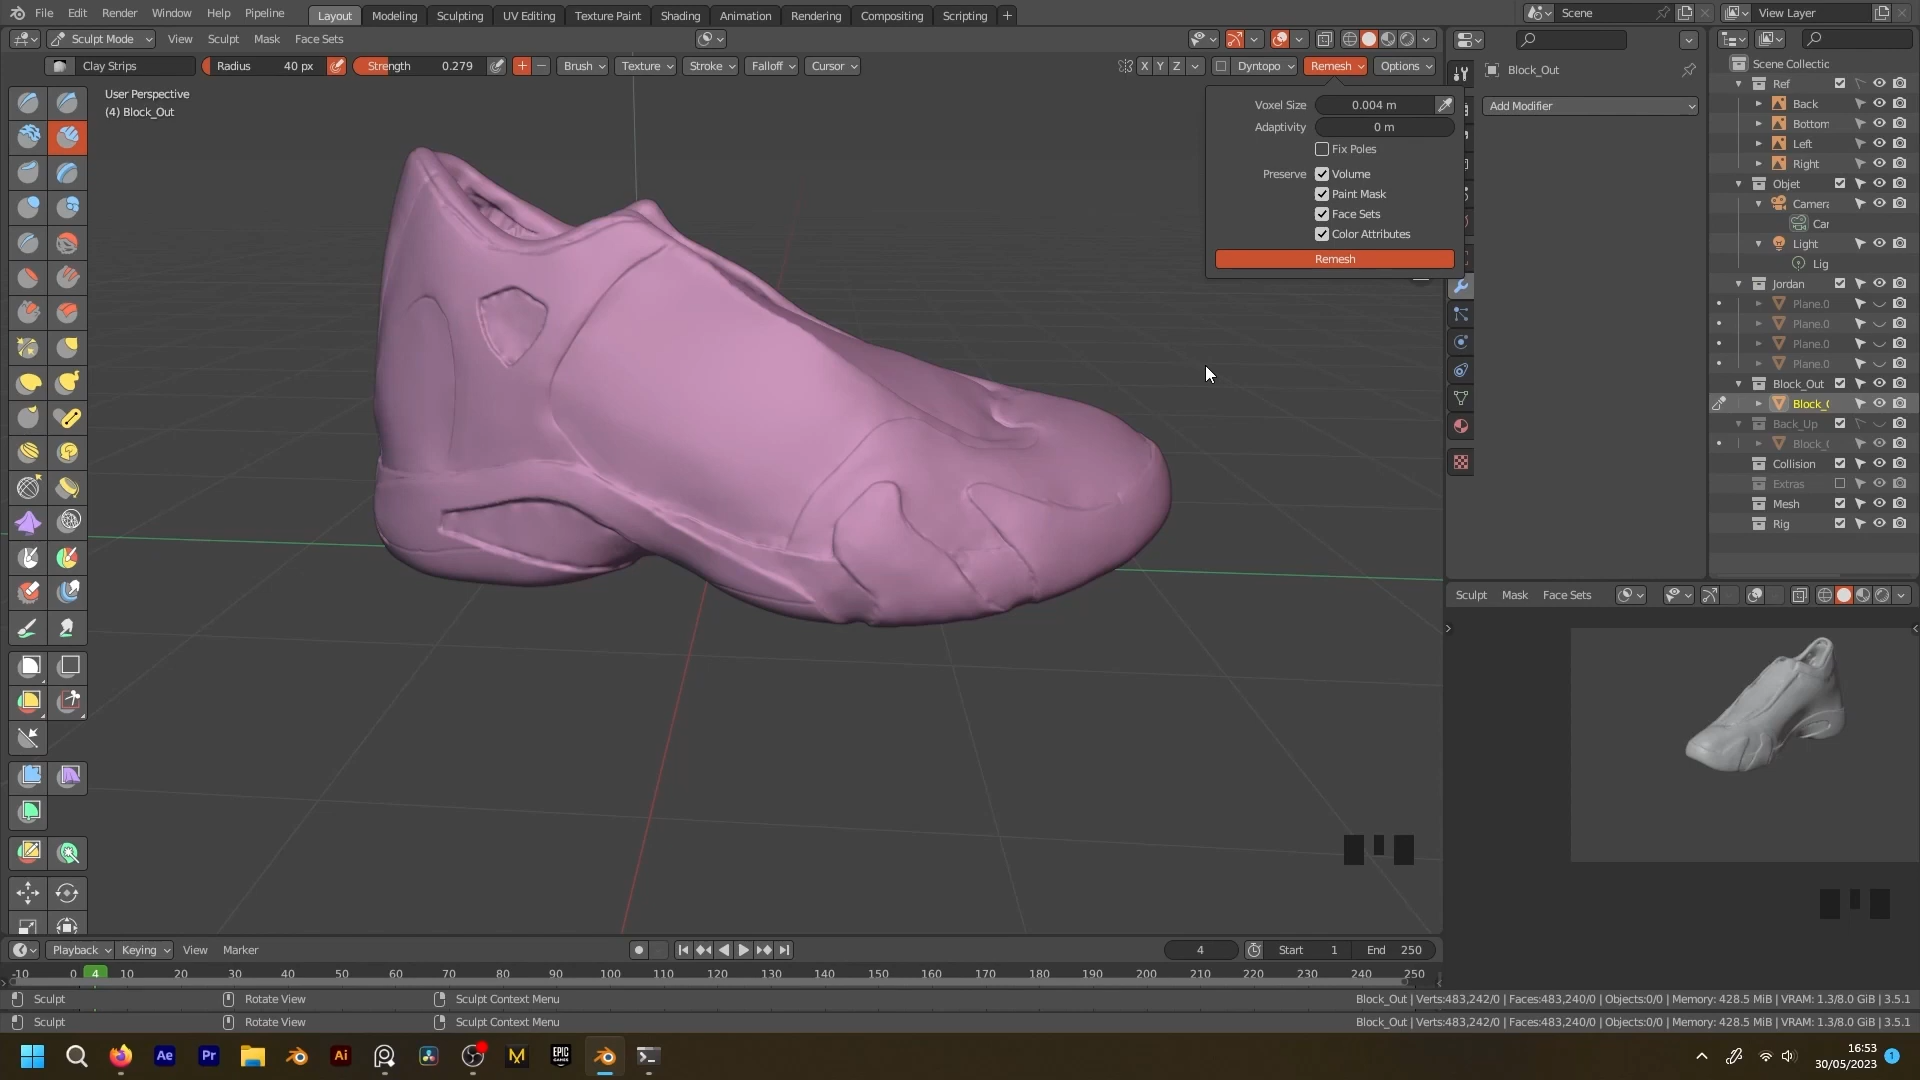 File Edit Render Window Help Pipeline Layout Modeling Sculpting UV Editing Texture Paint Shading Animation Rendering Compositing Scripting + Scene View Layer
Sculpt Mode View Sculpt Mask Face Sets
Clay Strips Radius 40 px Strength 0.279 + − Brush Texture Stroke Falloff Cursor X Y Z Dyntopo Remesh Options
User Perspective
(4) Block_Out
Voxel Size 0.004 m
Adaptivity 0 m
Fix Poles
Preserve Volume
Paint Mask
Face Sets
Color Attributes
Remesh
Block_Out
Add Modifier
Scene Collectic
Ref
Back
Bottom
Left
Right
Objet
Camera
Car
Light
Lig
Jordan
Plane.0
Plane.0
Plane.0
Plane.0
Block_Out
Block_(
Back_Up
Block_(
Collision
Extras
Mesh
Rig
Sculpt Mask Face Sets
Playback Keying View Marker 4 Start 1 End 250
-10 0 4 10 20 30 40 50 60 70 80 90 100 110 120 130 140 150 160 170 180 190 200 210 220 230 240 250
Sculpt Rotate View Sculpt Context Menu Block_Out | Verts:483,242/0 | Faces:483,240/0 | Objects:0/0 | Memory: 428.5 MiB | VRAM: 1.3/8.0 GiB | 3.5.1
Sculpt Rotate View Sculpt Context Menu Block_Out | Verts:483,242/0 | Faces:483,240/0 | Objects:0/0 | Memory: 428.5 MiB | VRAM: 1.3/8.0 GiB | 3.5.1
Ae Pr Ai M EPIC GAMES 16:53 1
30/05/2023